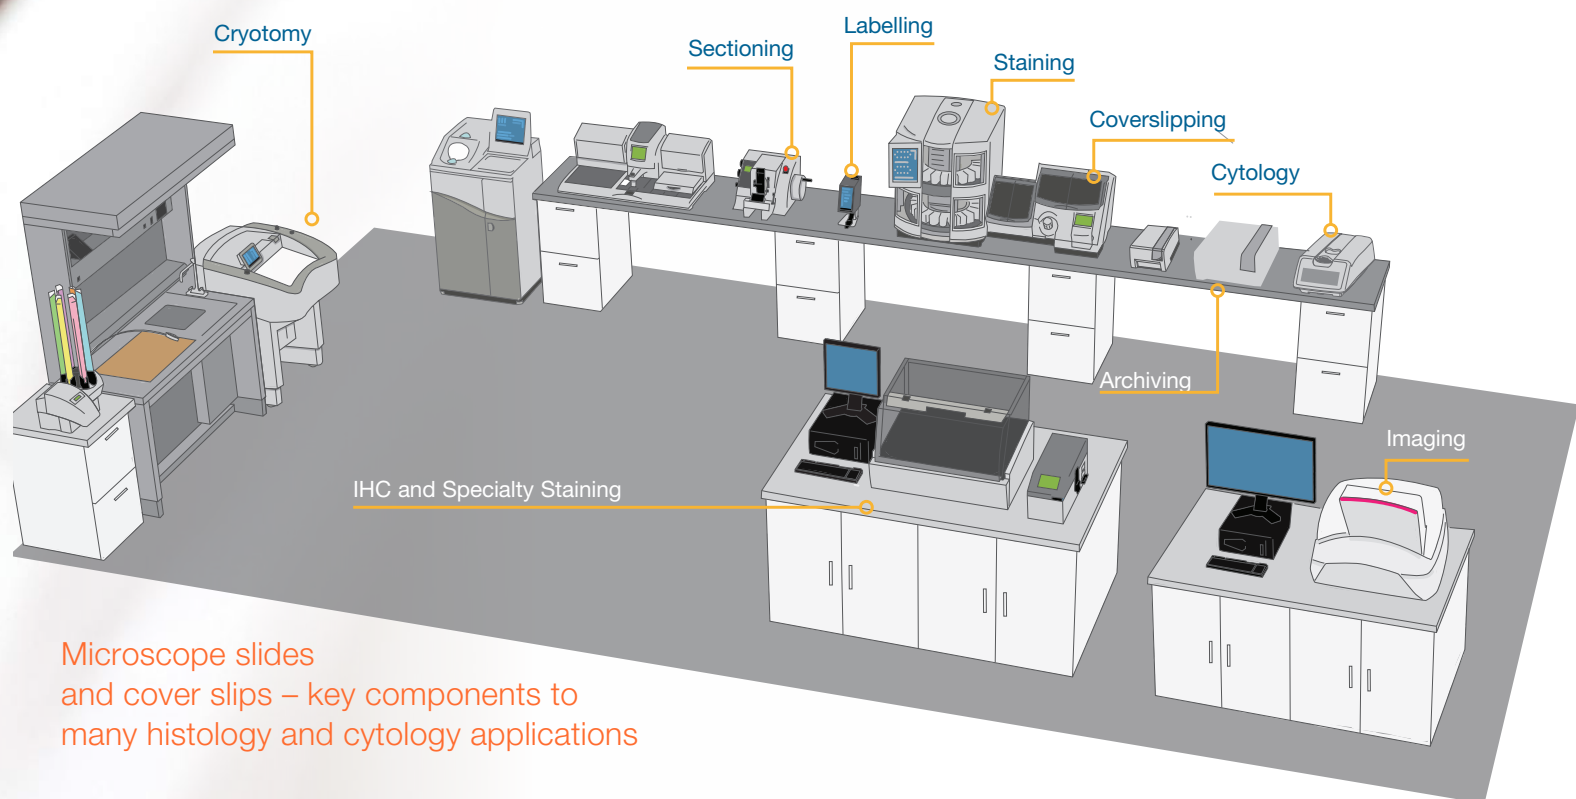 Cryotomy
Sectioning
Labelling
Staining
Coverslipping
Cytology
Archiving
Imaging
IHC and Specialty Staining
Microscope slides
and cover slips – key components to
many histology and cytology applications